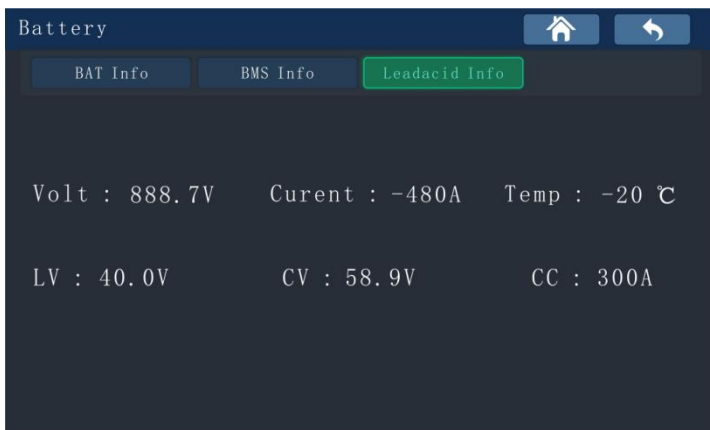 Battery
BAT Info BMS Info Leadacid Info
Volt : 888.7V Curent : -480A Temp : -20 ℃
LV : 40.0V CV : 58.9V CC : 300A